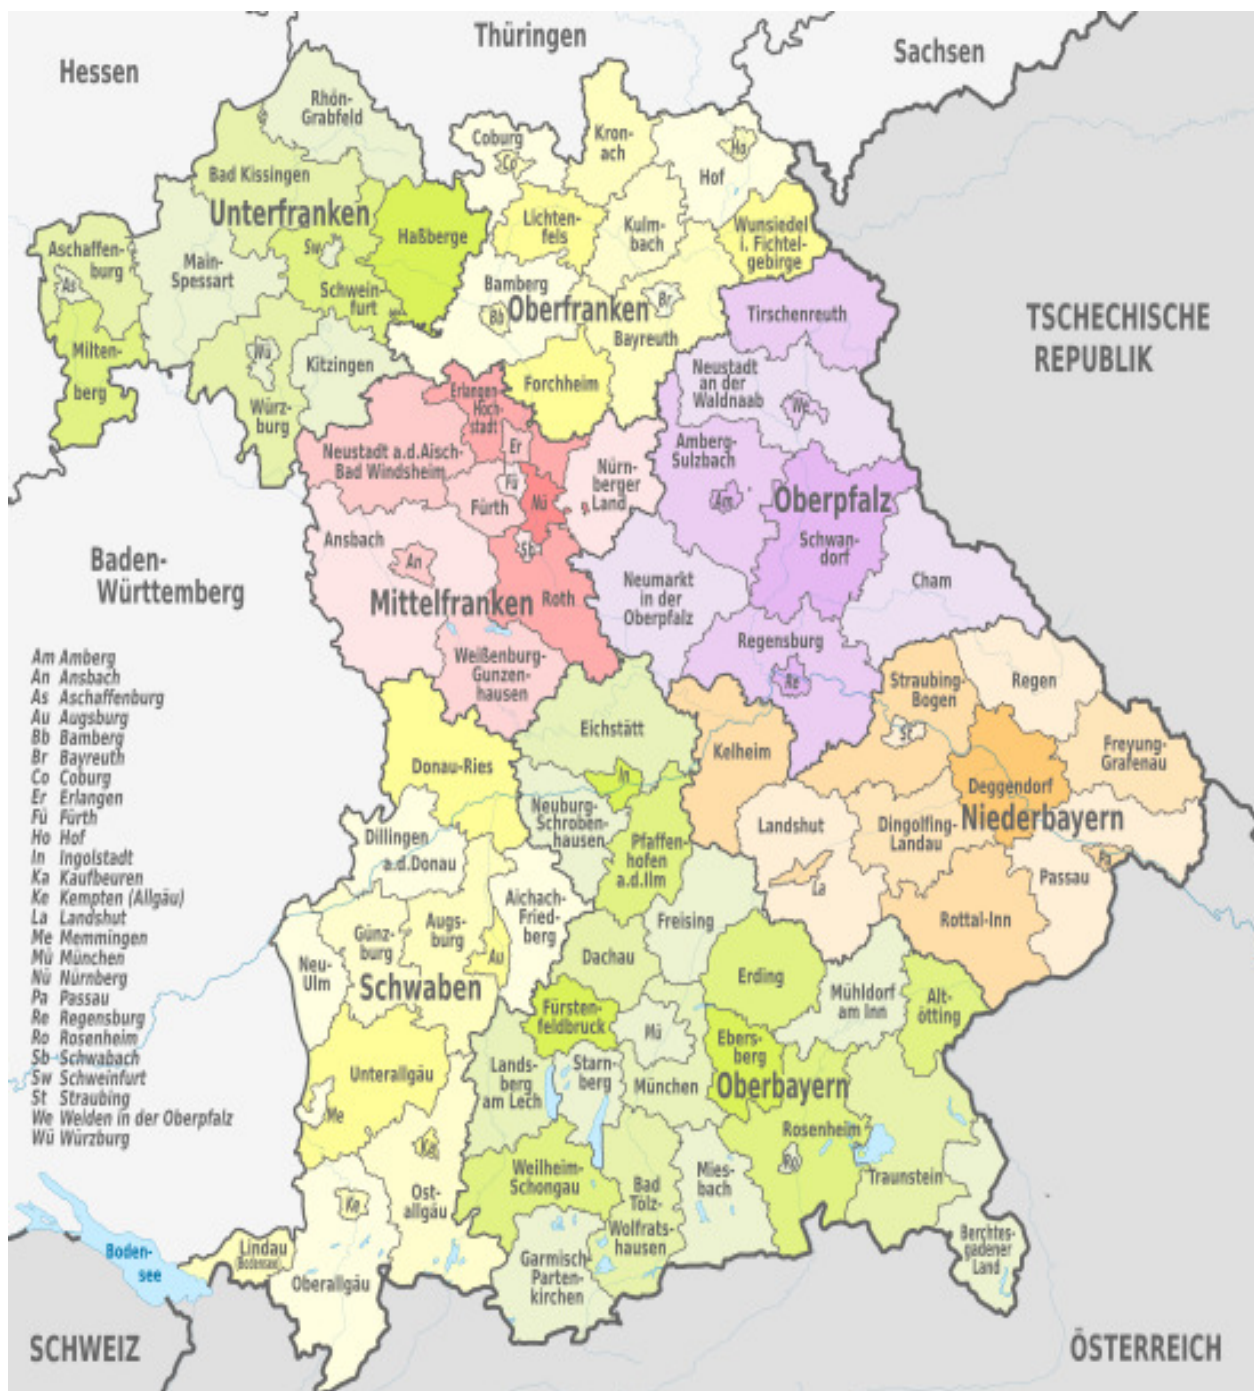 Thüringen
Sachsen
Hessen
Rhön-
Grabfeld
Coburg
Co
Kron-
ach
Ho
Hof
Bad Kissingen
Unterfranken
Haßberge
Lichten-
fels
Kulm-
bach
Wunsiedel
i. Fichtel-
gebirge
Aschaffen-
burg
As
Main-
Spessart
Sw
Schwein-
furt
Bamberg
Bb
Oberfranken
Br
Bayreuth
Tirschenreuth
TSCHECHISCHE
REPUBLIK
Milten-
berg
Wü
Kitzingen
Würz-
burg
Forchheim
Neustadt
an der
Waldnaab
We
Erlangen-
Höch-
stadt
Er
Neustadt a.d.Aisch-
Bad Windsheim
Fü
Fürth
Nü
Nürn-
berger
Land
Amberg-
Sulzbach
Am
Oberpfalz
Schwan-
dorf
Ansbach
An
Sb
Mittelfranken
Roth
Neumarkt
in der
Oberpfalz
Cham
Baden-
Württemberg
Regensburg
Re
Weißenburg-
Gunzen-
hausen
Straubing-
Bogen
St
Regen
Am Amberg
An Ansbach
As Aschaffenburg
Au Augsburg
Bb Bamberg
Br Bayreuth
Co Coburg
Er Erlangen
Fü Fürth
Ho Hof
In Ingolstadt
Ka Kaufbeuren
Ke Kempten (Allgäu)
La Landshut
Me Memmingen
Mü München
Nü Nürnberg
Pa Passau
Re Regensburg
Ro Rosenheim
Sb Schwabach
Sw Schweinfurt
St Straubing
We Weiden in der Oberpfalz
Wü Würzburg
Eichstätt
In
Kelheim
Freyung-
Grafenau
Donau-Ries
Neuburg-
Schroben-
hausen
Deggendorf
Niederbayern
Dillingen
a.d.Donau
Pfaffen-
hofen
a.d.Ilm
Landshut
La
Dingolfing-
Landau
Pa
Passau
Aichach-
Fried-
berg
Freising
Rottal-Inn
Günz-
burg
Augs-
burg
Au
Neu-
Ulm
Schwaben
Dachau
Erding
Mühldorf
am Inn
Alt-
ötting
Fürsten-
feldbruck
Mü
Ebers-
berg
Unterallgäu
Me
Lands-
berg
am Lech
Starn-
berg
München
Oberbayern
Rosenheim
Ro
Ka
Weilheim-
Schongau
Bad
Tölz-
Wolfrats-
hausen
Mies-
bach
Traunstein
Ke
Ost-
allgäu
Berchtes-
gadener
Land
Boden-
see
Lindau
(Bodensee)
Oberallgäu
Garmisch-
Parten-
kirchen
SCHWEIZ
ÖSTERREICH